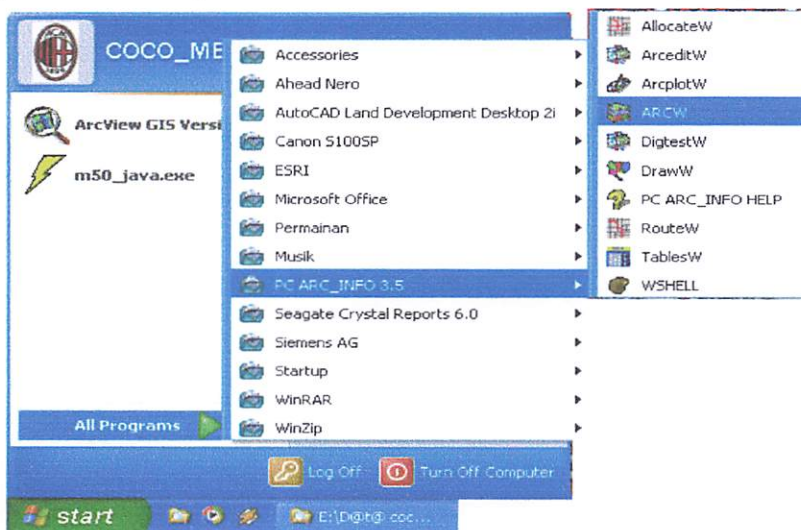 COCO_ME
ArcView GIS Versi
m50_java.exe
All Programs
Accessories
Ahead Nero
AutoCAD Land Development Desktop 2i
Canon S100SP
ESRI
Microsoft Office
Permainan
Musik
PC ARC_INFO 3.5
Seagate Crystal Reports 6.0
Siemens AG
Startup
WinRAR
WinZip
AllocateW
ArceditW
ArcplotW
ARCW
DigtestW
DrawW
PC ARC_INFO HELP
RouteW
TablesW
WSHELL
Log Off
Turn Off Computer
start
E:\D@t@ coc...